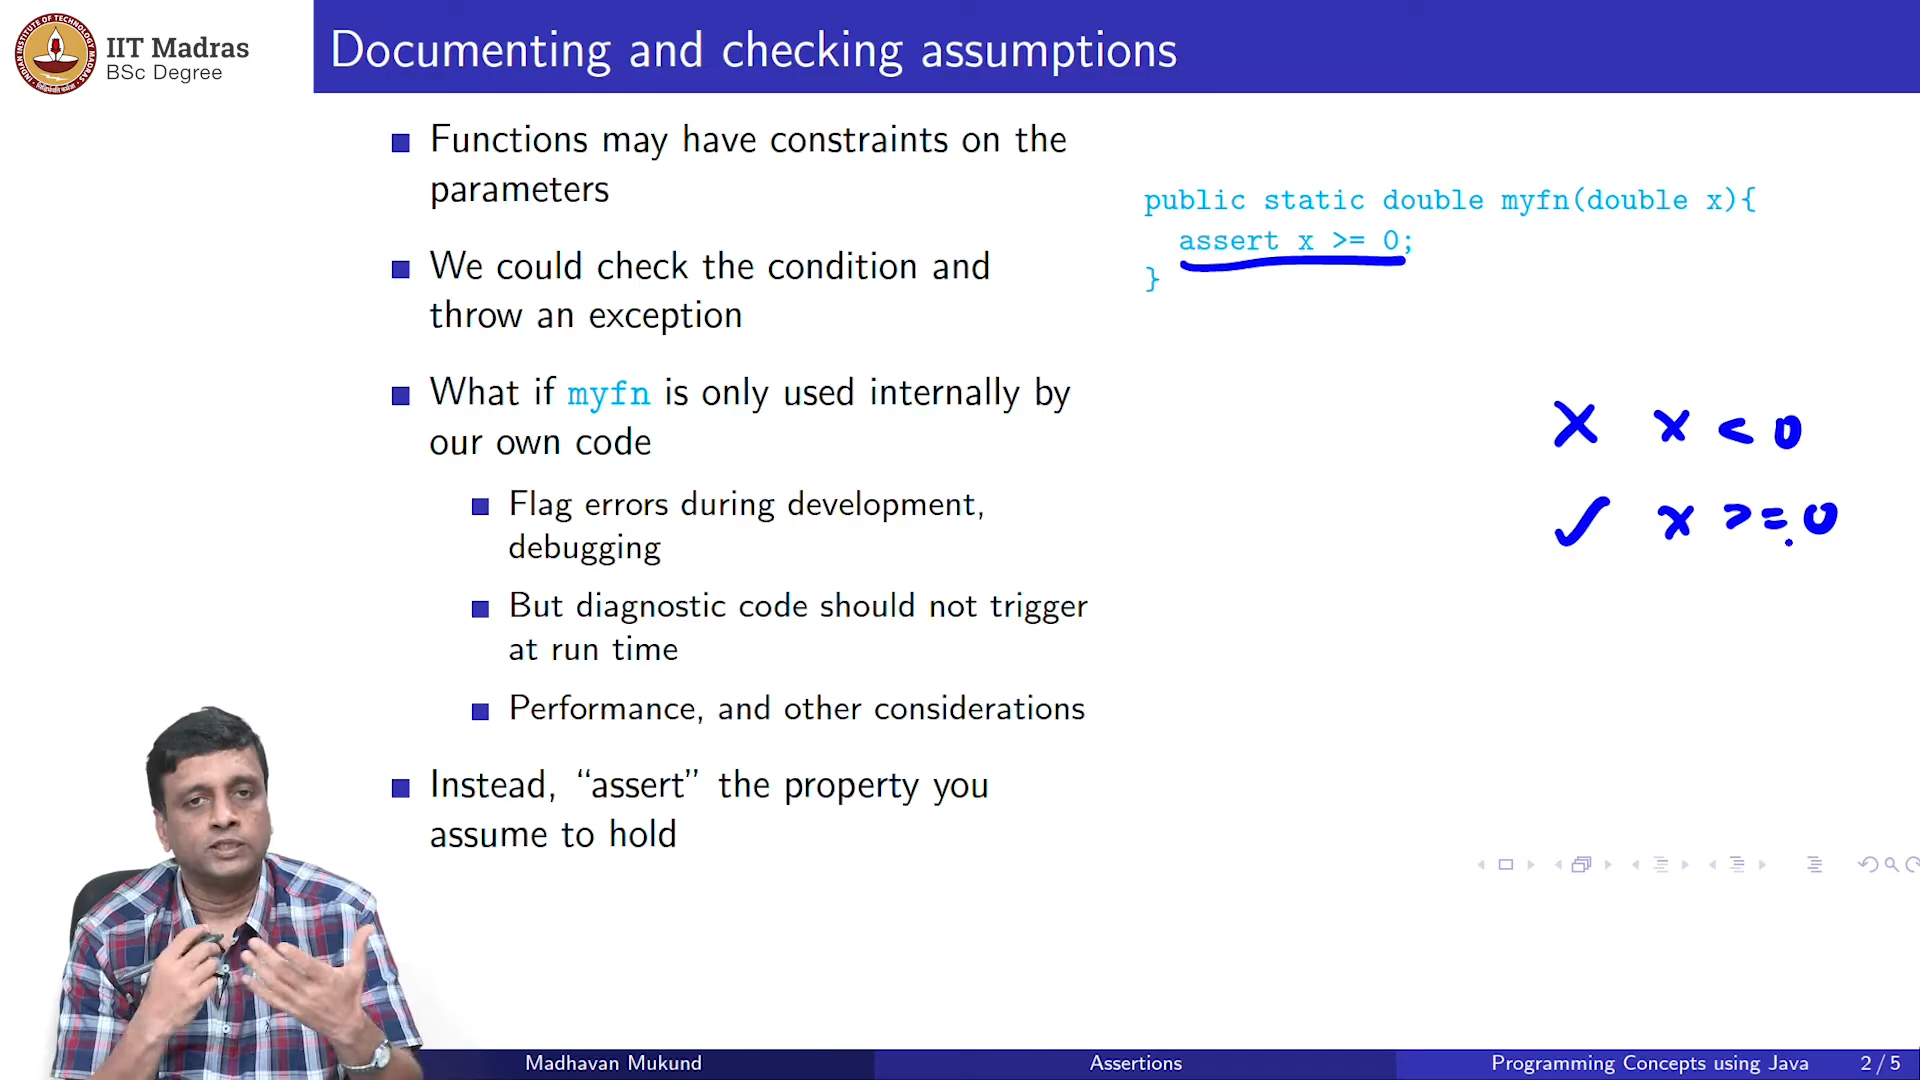 IIT Madras
BSc Degree
Documenting and checking assumptions
Functions may have constraints on the
parameters
We could check the condition and
throw an exception
What if myfn is only used internally by
our own code
Flag errors during development,
debugging
But diagnostic code should not trigger
at run time
Performance, and other considerations
Instead, “assert” the property you
assume to hold
public static double myfn(double x){
assert x >= 0;
}
✗ x < 0
✓ x >= 0
Madhavan Mukund
Assertions
Programming Concepts using Java
2 / 5